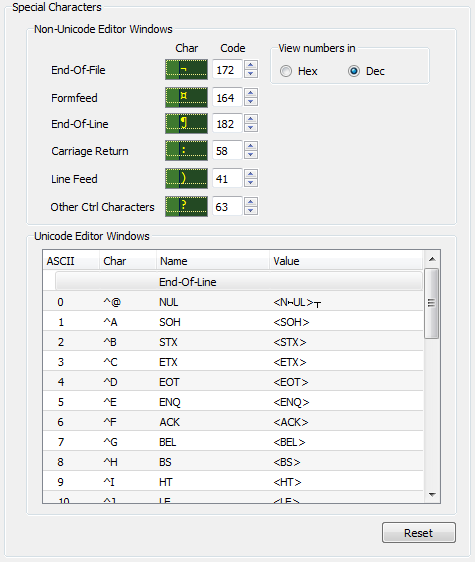 Special Characters
Non-Unicode Editor Windows
Char Code View numbers in
End-Of-File ¬ 172 Hex Dec
Formfeed ¤ 164
End-Of-Line ¶ 182
Carriage Return : 58
Line Feed ) 41
Other Ctrl Characters ? 63
Unicode Editor Windows
ASCII Char Name Value
End-Of-Line
0 ^@ NUL
1 ^A SOH <SOH>
2 ^B STX <STX>
3 ^C ETX <ETX>
4 ^D EOT <EOT>
5 ^E ENQ <ENQ>
6 ^F ACK <ACK>
7 ^G BEL <BEL>
8 ^H BS <BS>
9 ^I HT <HT>
10 ^J LF <LF>
Reset